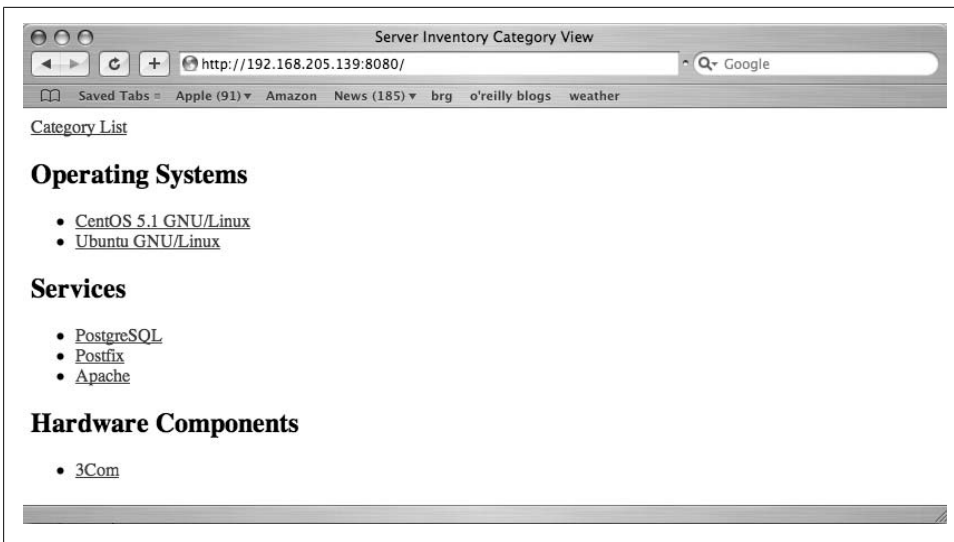 Server Inventory Category View
http://192.168.205.139:8080/
Google
Saved Tabs
Apple (91)
Amazon
News (185)
brg
o'reilly blogs
weather
Category List
Operating Systems
CentOS 5.1 GNU/Linux
Ubuntu GNU/Linux
Services
PostgreSQL
Postfix
Apache
Hardware Components
3Com